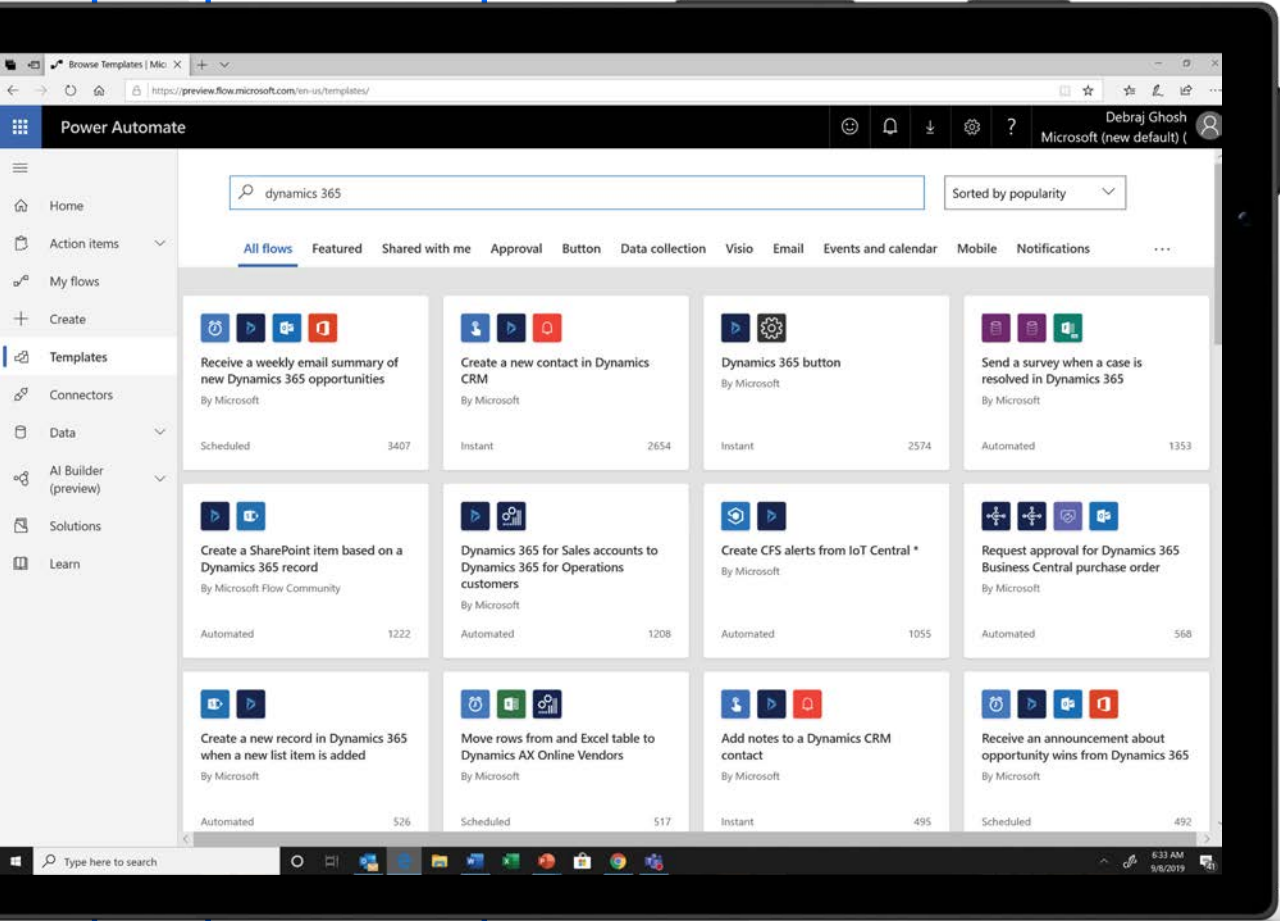 Browse Templates | Mic
https://preview.flow.microsoft.com/en-us/templates/
Power Automate
?
Debraj Ghosh
Microsoft (new default) (
dynamics 365
Sorted by popularity
Home
Action items
My flows
Create
Templates
Connectors
Data
AI Builder
(preview)
Solutions
Learn
All flows Featured Shared with me Approval Button Data collection Visio Email Events and calendar Mobile Notifications ...
Receive a weekly email summary of
new Dynamics 365 opportunities
By Microsoft
Scheduled 3407
Create a new contact in Dynamics
CRM
By Microsoft
Instant 2654
Dynamics 365 button
By Microsoft
Instant 2574
Send a survey when a case is
resolved in Dynamics 365
By Microsoft
Automated 1353
Create a SharePoint item based on a
Dynamics 365 record
By Microsoft Flow Community
Automated 1222
Dynamics 365 for Sales accounts to
Dynamics 365 for Operations
customers
By Microsoft
Automated 1208
Create CFS alerts from IoT Central *
By Microsoft
Automated 1055
Request approval for Dynamics 365
Business Central purchase order
By Microsoft
Automated 568
Create a new record in Dynamics 365
when a new list item is added
By Microsoft
Automated 526
Move rows from and Excel table to
Dynamics AX Online Vendors
By Microsoft
Scheduled 517
Add notes to a Dynamics CRM
contact
By Microsoft
Instant 495
Receive an announcement about
opportunity wins from Dynamics 365
By Microsoft
Scheduled 492
Type here to search
6:33 AM
9/8/2019